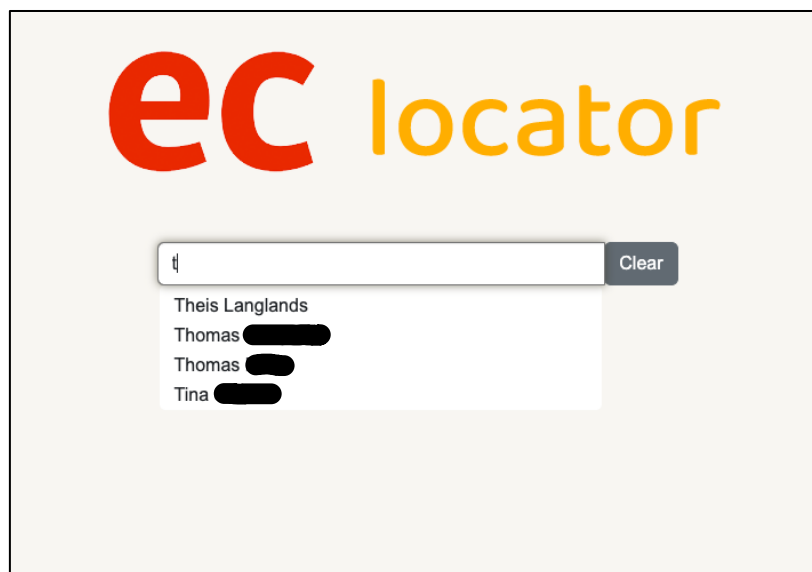 ec locator
t
Clear
Theis Langlands
Thomas
Thomas
Tina